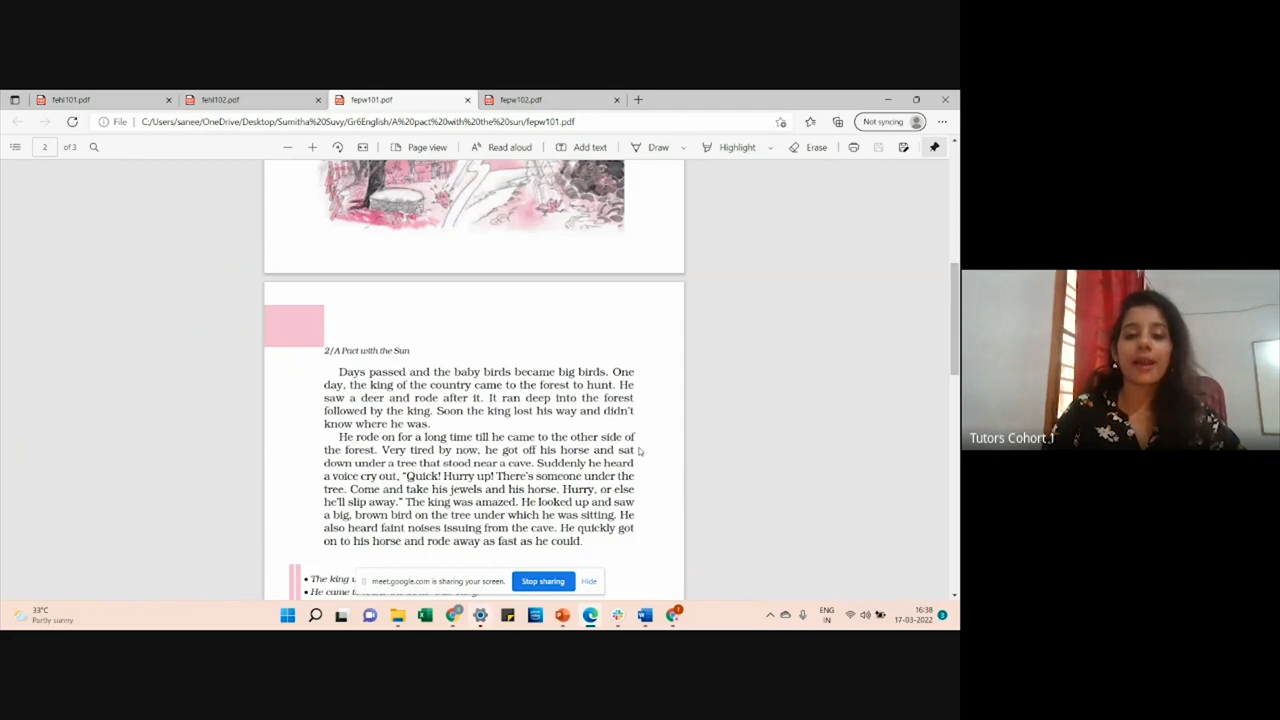 fehl101.pdf
fehl102.pdf
fepw101.pdf
fepw102.pdf
File
C:/Users/sanee/OneDrive/Desktop/Sumitha%20Suvy/Gr6English/A%20pact%20with%20the%20sun/fepw101.pdf
Not syncing
2 of 3
Page view
Read aloud
Add text
Draw
Highlight
Erase
2/A Pact with the Sun
Days passed and the baby birds became big birds. One
day, the king of the country came to the forest to hunt. He
saw a deer and rode after it. It ran deep into the forest
followed by the king. Soon the king lost his way and didn't
know where he was.
He rode on for a long time till he came to the other side of
the forest. Very tired by now, he got off his horse and sat
down under a tree that stood near a cave. Suddenly he heard
a voice cry out, “Quick! Hurry up! There's someone under the
tree. Come and take his jewels and his horse. Hurry, or else
he'll slip away.” The king was amazed. He looked up and saw
a big, brown bird on the tree under which he was sitting. He
also heard faint noises issuing from the cave. He quickly got
on to his horse and rode away as fast as he could.
• The king
• He came
meet.google.com is sharing your screen.
Stop sharing
Hide
Tutors Cohort 1
33°C
Partly sunny
ENG
IN
16:38
17-03-2022